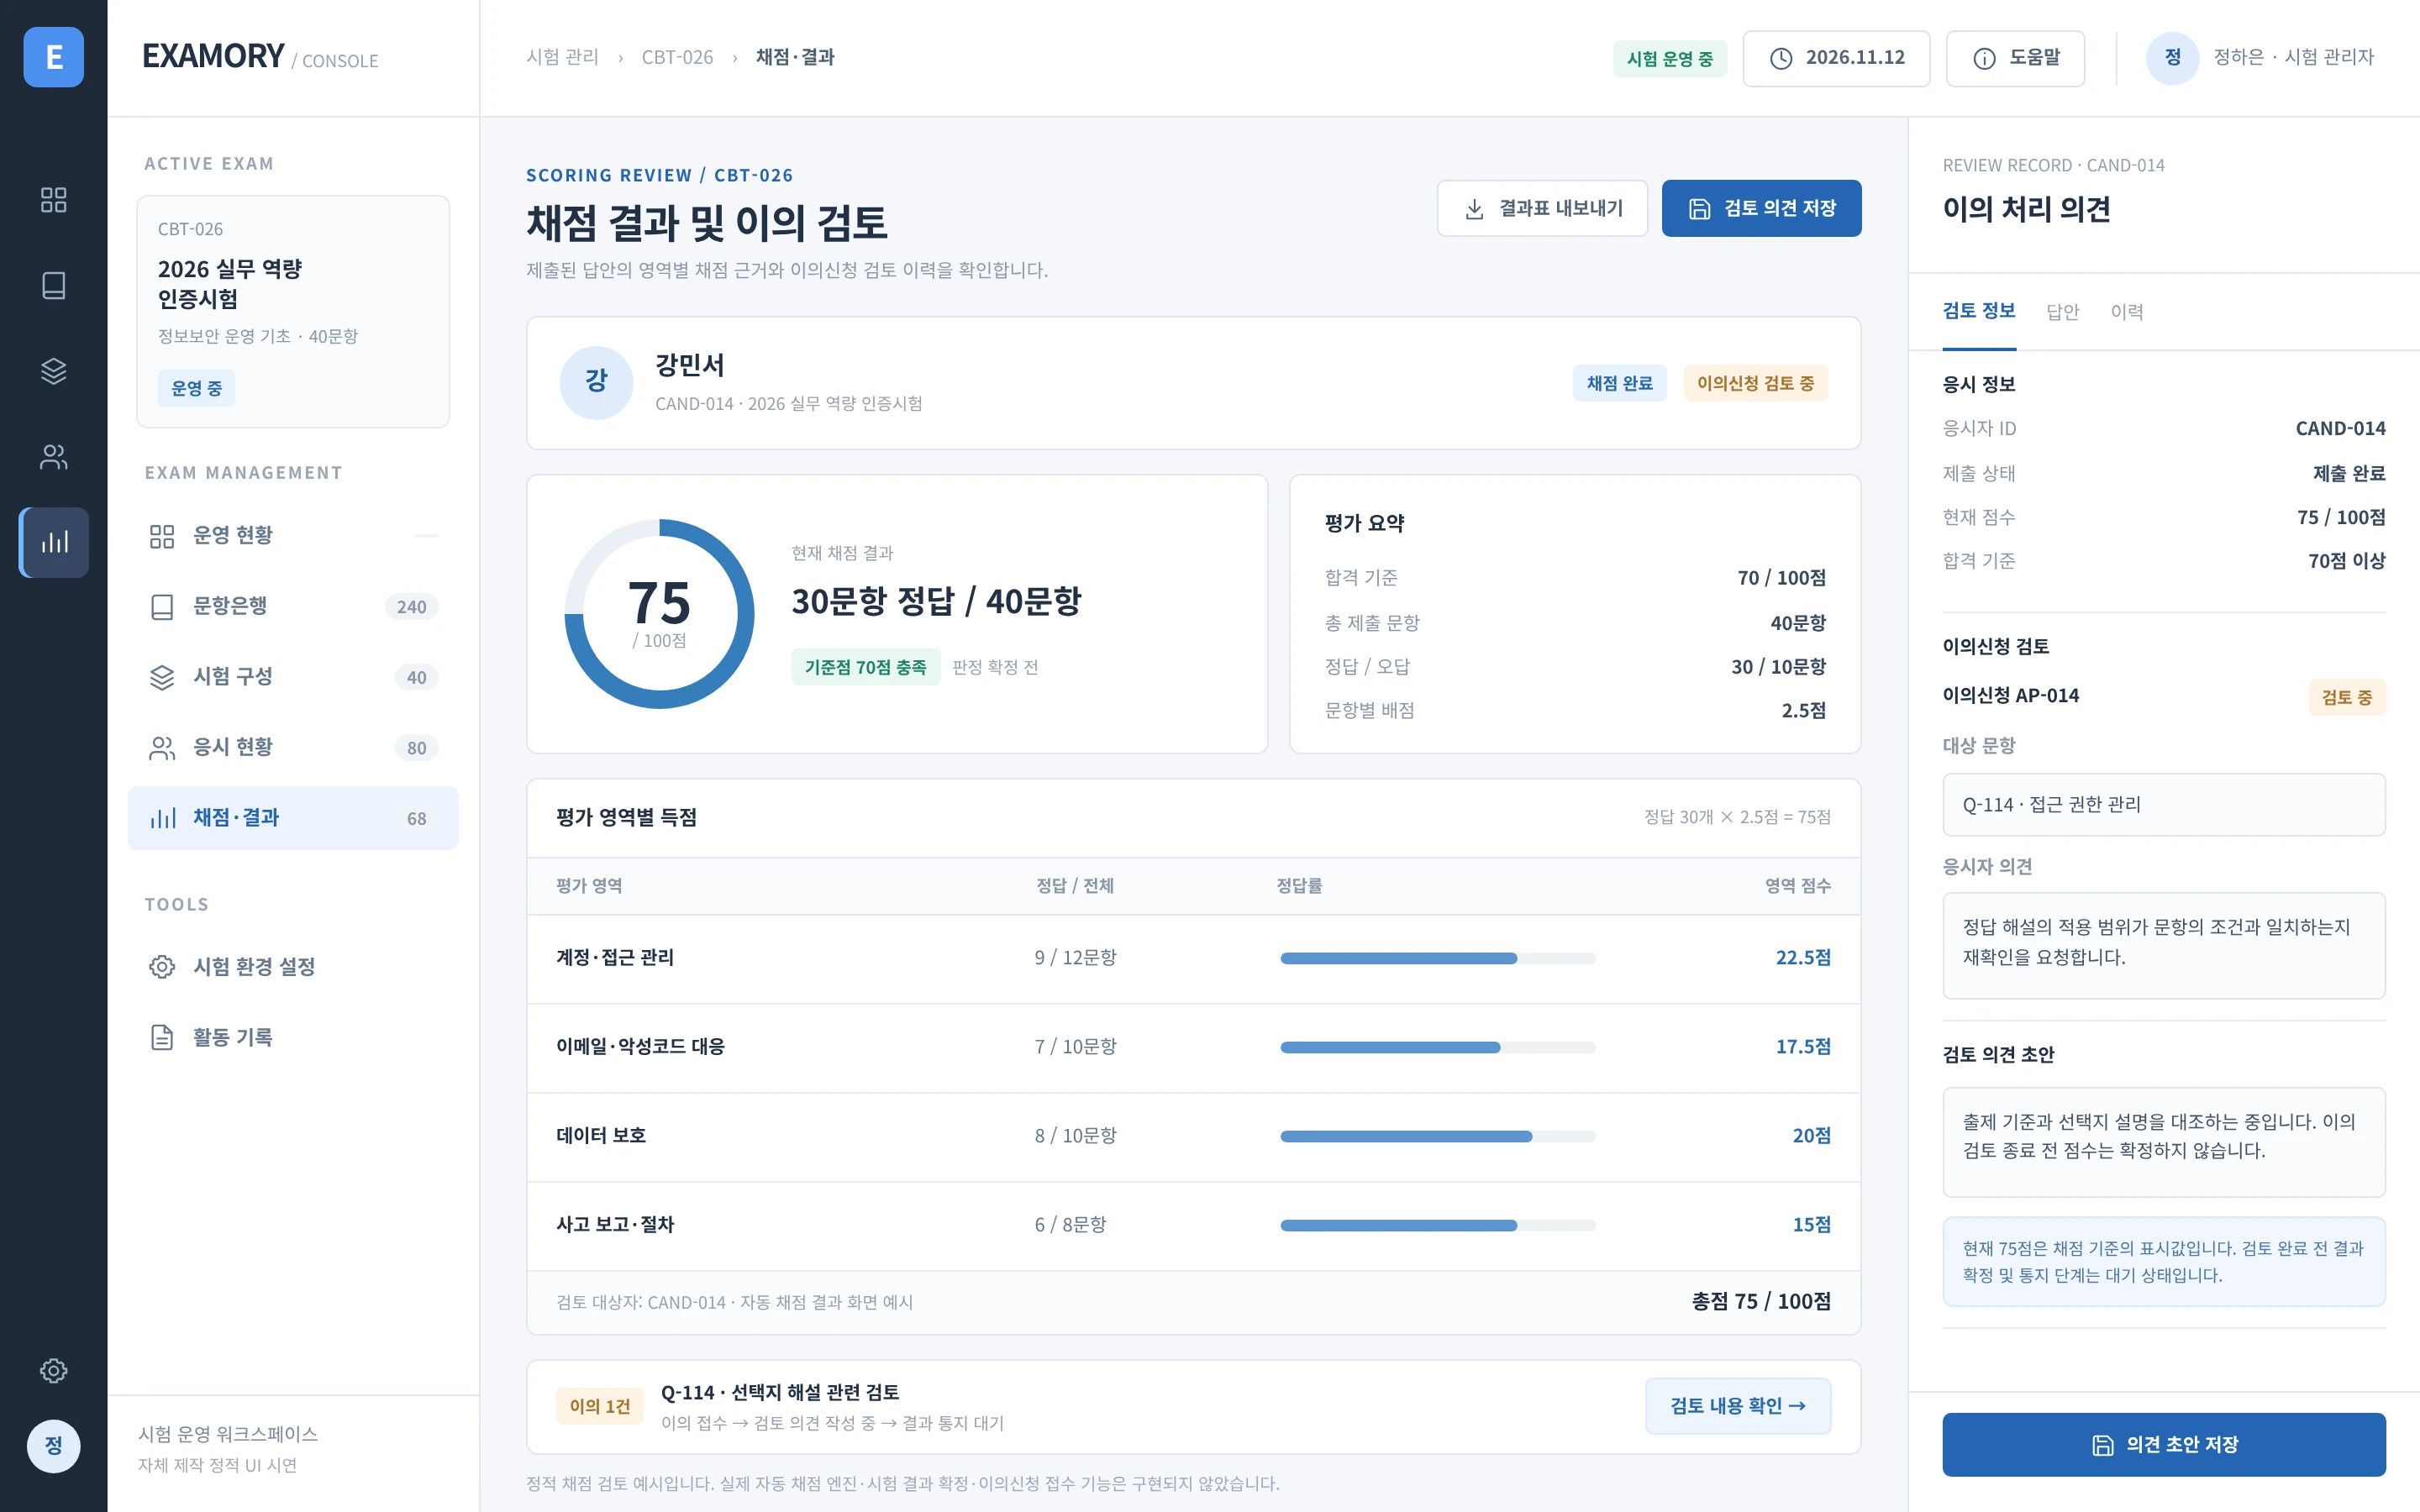 E
EXAMORY / CONSOLE
시험 관리 › CBT-026 › 채점·결과
시험 운영 중
2026.11.12
도움말
정
정하은 · 시험 관리자
ACTIVE EXAM
CBT-026
2026 실무 역량
인증시험
정보보안 운영 기초 · 40문항
운영 중
EXAM MANAGEMENT
운영 현황
문항은행 240
시험 구성 40
응시 현황 80
채점·결과 68
TOOLS
시험 환경 설정
활동 기록
정
시험 운영 워크스페이스
자체 제작 정적 UI 시연
SCORING REVIEW / CBT-026
채점 결과 및 이의 검토
제출된 답안의 영역별 채점 근거와 이의신청 검토 이력을 확인합니다.
결과표 내보내기
검토 의견 저장
강
강민서
CAND-014 · 2026 실무 역량 인증시험
채점 완료
이의신청 검토 중
75
/ 100점
현재 채점 결과
30문항 정답 / 40문항
기준점 70점 충족
판정 확정 전
평가 요약
합격 기준 70 / 100점
총 제출 문항 40문항
정답 / 오답 30 / 10문항
문항별 배점 2.5점
평가 영역별 득점
정답 30개 × 2.5점 = 75점
평가 영역 정답 / 전체 정답률 영역 점수
계정·접근 관리 9 / 12문항 22.5점
이메일·악성코드 대응 7 / 10문항 17.5점
데이터 보호 8 / 10문항 20점
사고 보고·절차 6 / 8문항 15점
검토 대상자: CAND-014 · 자동 채점 결과 화면 예시
총점 75 / 100점
이의 1건
Q-114 · 선택지 해설 관련 검토
이의 접수 → 검토 의견 작성 중 → 결과 통지 대기
검토 내용 확인 →
정적 채점 검토 예시입니다. 실제 자동 채점 엔진·시험 결과 확정·이의신청 접수 기능은 구현되지 않았습니다.
REVIEW RECORD · CAND-014
이의 처리 의견
검토 정보 답안 이력
응시 정보
응시자 ID CAND-014
제출 상태 제출 완료
현재 점수 75 / 100점
합격 기준 70점 이상
이의신청 검토
이의신청 AP-014 검토 중
대상 문항
Q-114 · 접근 권한 관리
응시자 의견
정답 해설의 적용 범위가 문항의 조건과 일치하는지
재확인을 요청합니다.
검토 의견 초안
출제 기준과 선택지 설명을 대조하는 중입니다. 이의
검토 종료 전 점수는 확정하지 않습니다.
현재 75점은 채점 기준의 표시값입니다. 검토 완료 전 결과
확정 및 통지 단계는 대기 상태입니다.
의견 초안 저장